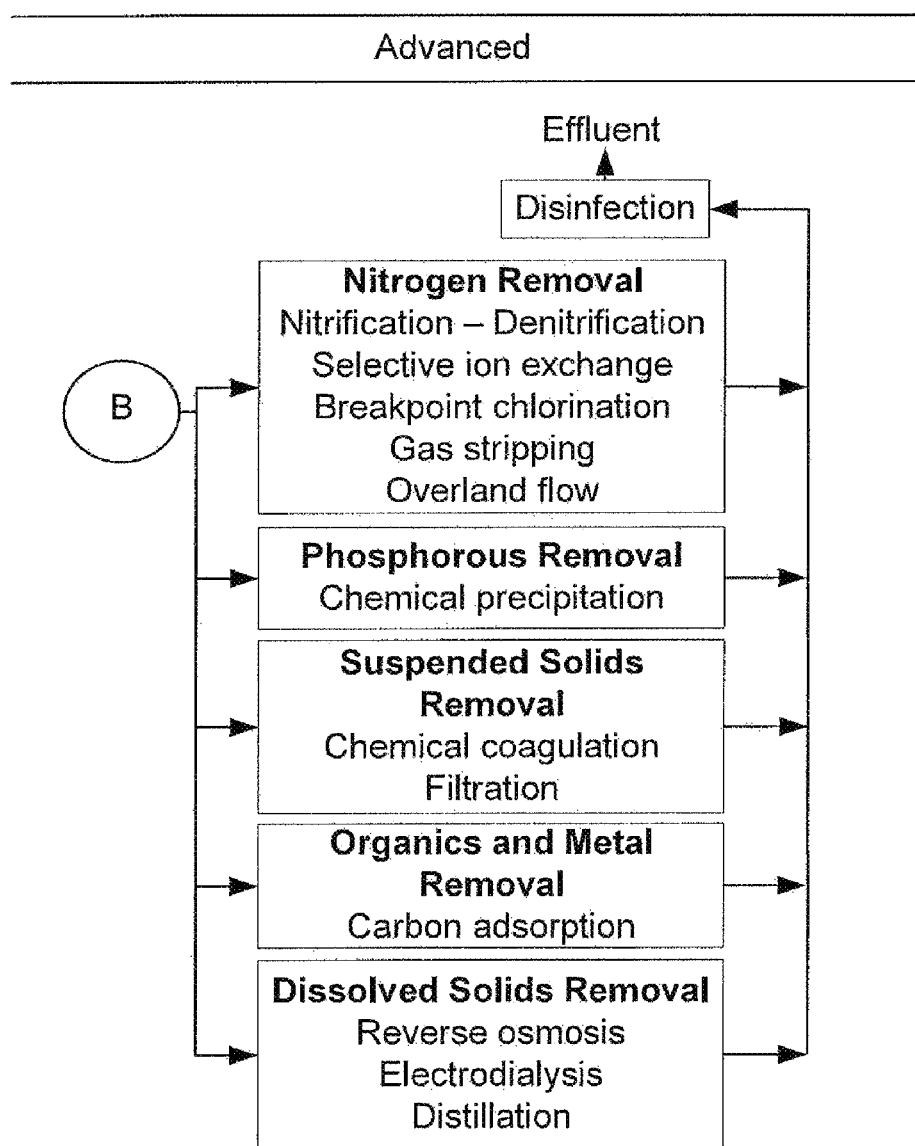 Advanced
Effluent
Disinfection
B
Nitrogen Removal
Nitrification – Denitrification
Selective ion exchange
Breakpoint chlorination
Gas stripping
Overland flow
Phosphorous Removal
Chemical precipitation
Suspended Solids
Removal
Chemical coagulation
Filtration
Organics and Metal
Removal
Carbon adsorption
Dissolved Solids Removal
Reverse osmosis
Electrodialysis
Distillation